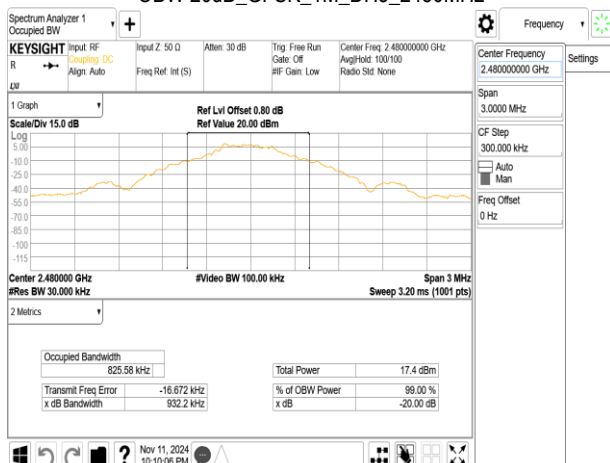 Spectrum Analyzer 1
Occupied BW
KEYSIGHT
R
Input: RF
Coupling: DC
Align: Auto
Input Z: 50 Ω
Freq Ref: Int (S)
Atten: 30 dB
Trig: Free Run
Gate: Off
#IF Gain: Low
Center Freq: 2.480000000 GHz
Avg|Hold: 100/100
Radio Std: None
LXI
1 Graph
Scale/Div 15.0 dB
Ref Lvl Offset 0.80 dB
Ref Value 20.00 dBm
Log
5.00
-10.0
-25.0
-40.0
-55.0
-70.0
-85.0
-100
-115
Center 2.480000 GHz
#Res BW 30.000 kHz
#Video BW 100.00 kHz
Span 3 MHz
Sweep 3.20 ms (1001 pts)
2 Metrics
Occupied Bandwidth
825.58 kHz
Transmit Freq Error -16.672 kHz
x dB Bandwidth 932.2 kHz
Total Power 17.4 dBm
% of OBW Power 99.00 %
x dB -20.00 dB
Nov 11, 2024
10:10:06 PM
Frequency
Center Frequency
2.480000000 GHz
Settings
Span
3.0000 MHz
CF Step
300.000 kHz
Auto
Man
Freq Offset
0 Hz